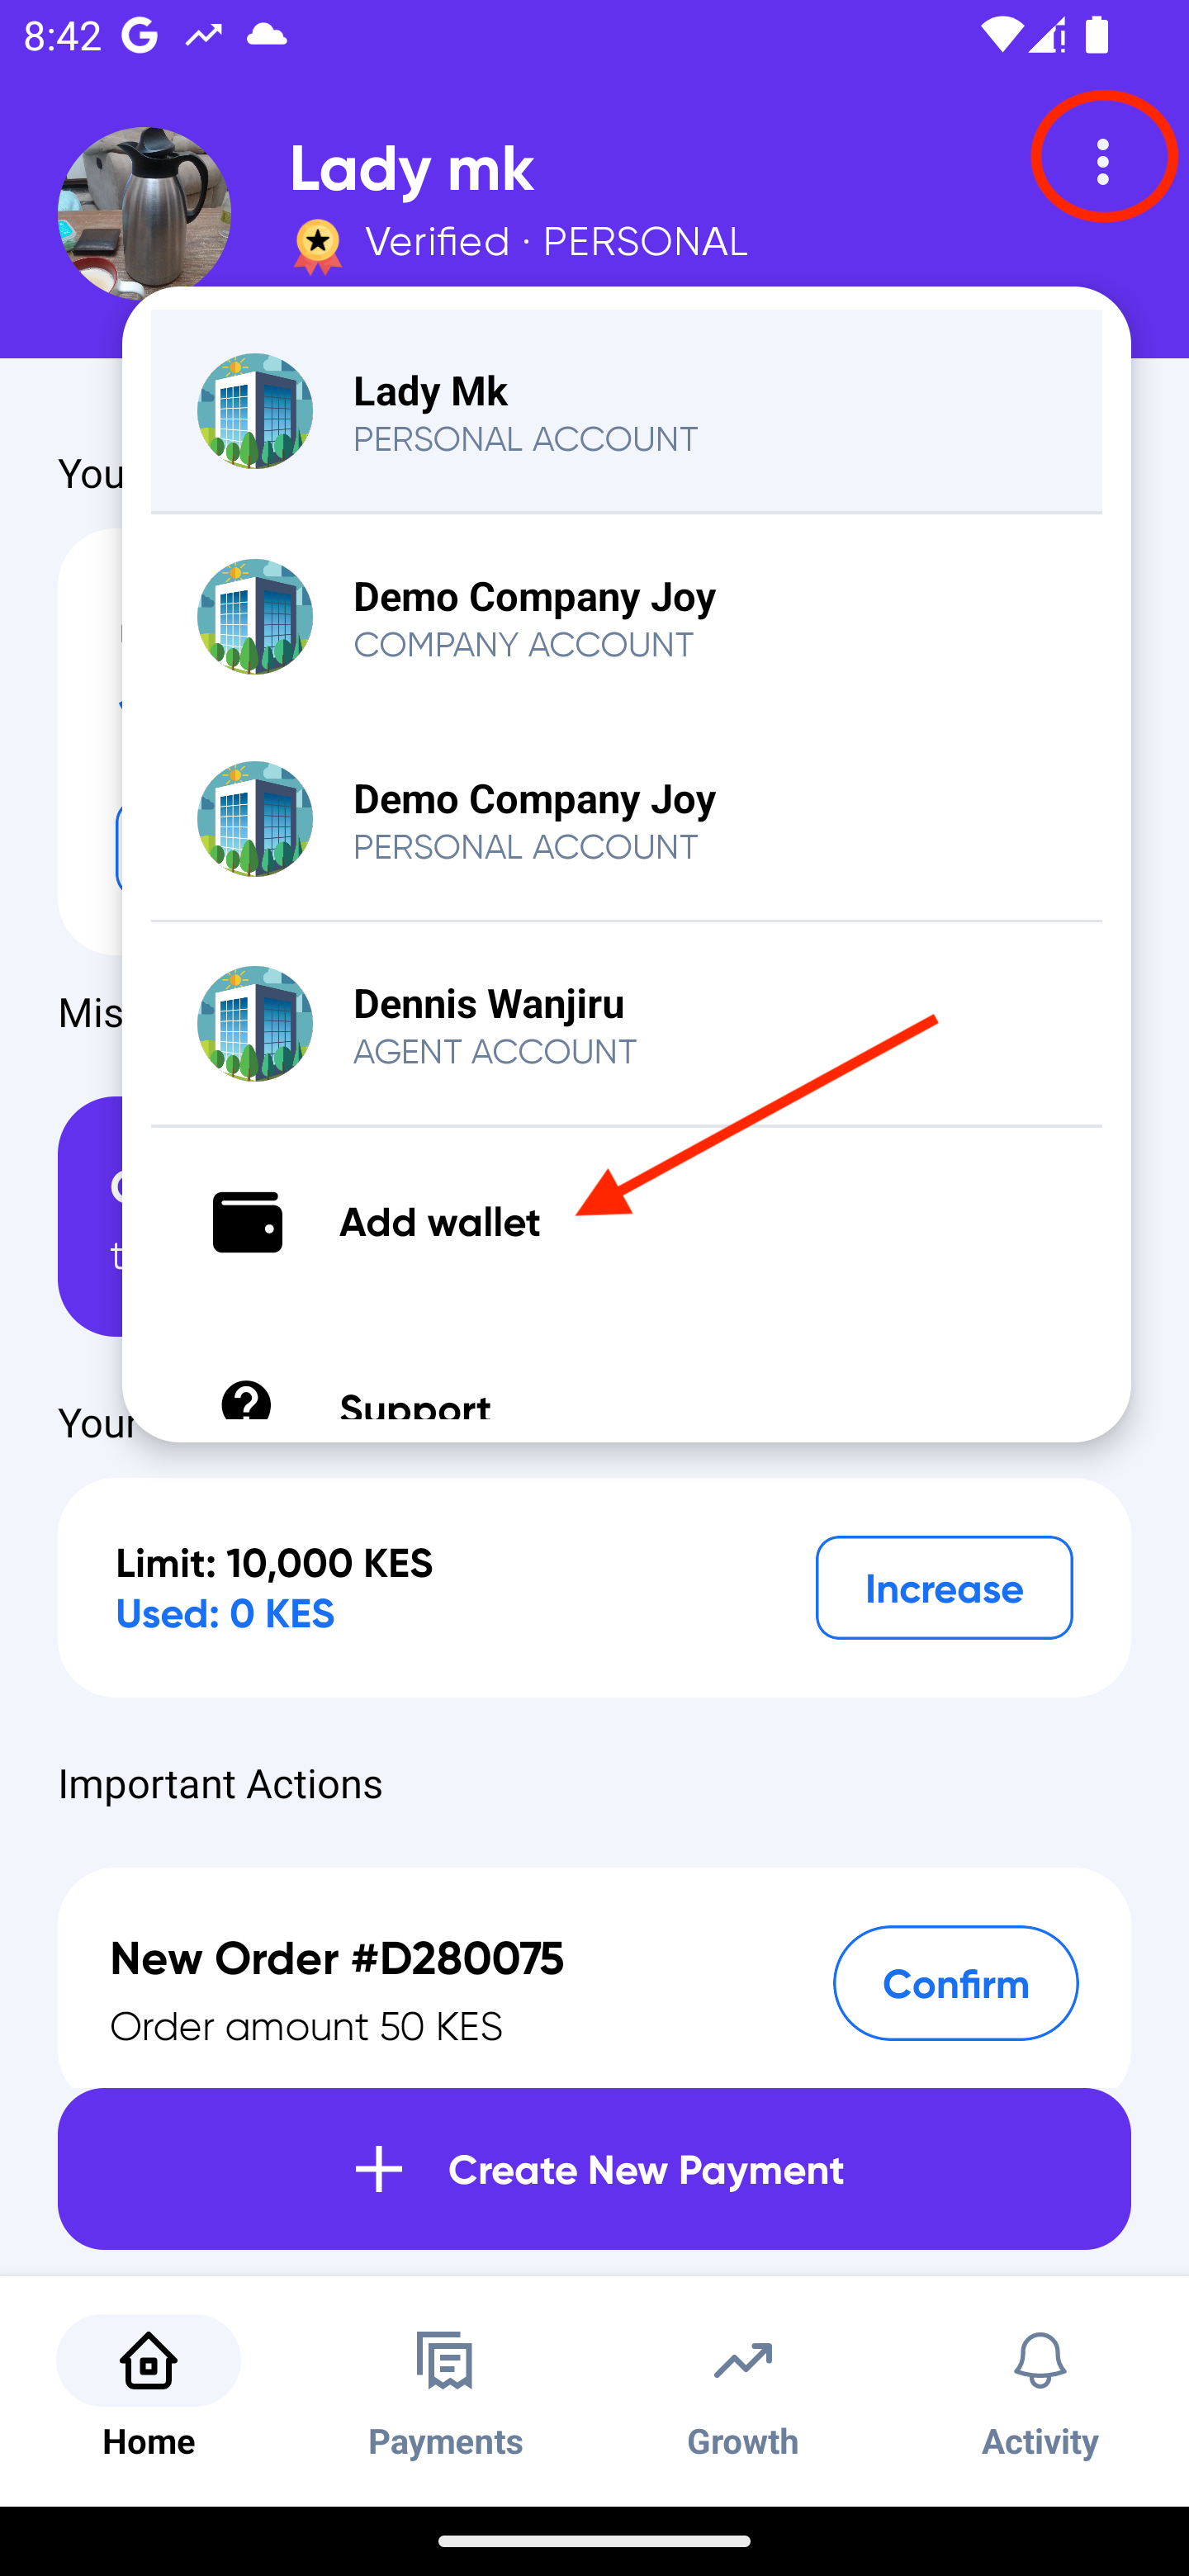 8:42
Lady mk
Verified · PERSONAL
Lady Mk
PERSONAL ACCOUNT
You
Demo Company Joy
COMPANY ACCOUNT
Demo Company Joy
PERSONAL ACCOUNT
Mis
Dennis Wanjiru
AGENT ACCOUNT
Add wallet
Support
Your
Limit: 10,000 KES
Used: 0 KES
Increase
Important Actions
New Order #D280075
Order amount 50 KES
Confirm
Create New Payment
Home
Payments
Growth
Activity